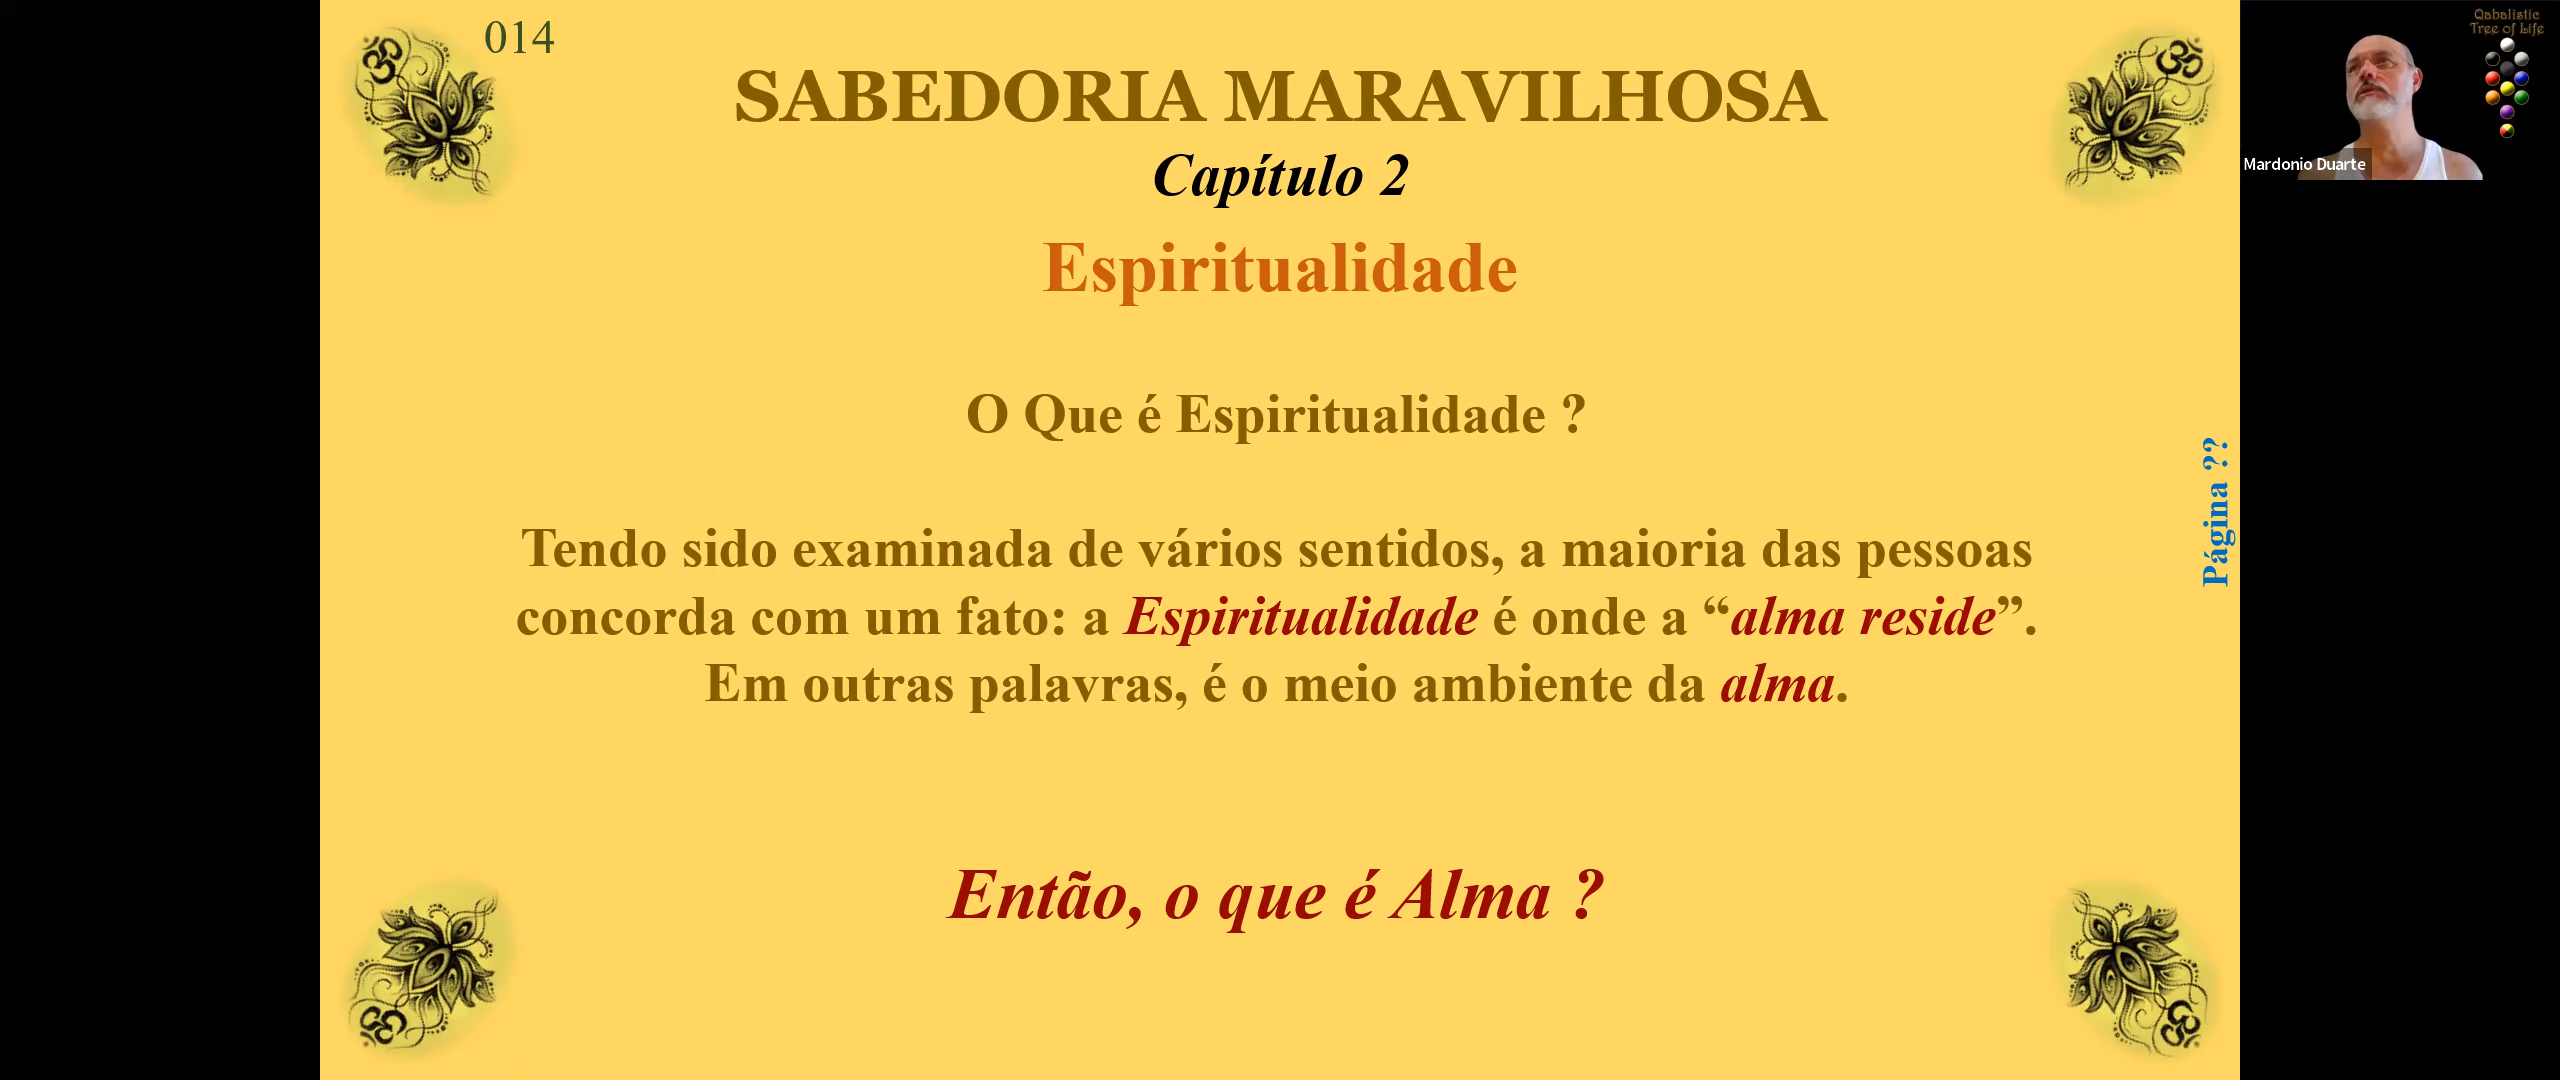 014
SABEDORIA MARAVILHOSA
Capítulo 2
Espiritualidade
O Que é Espiritualidade ?
Tendo sido examinada de vários sentidos, a maioria das pessoas
concorda com um fato: a Espiritualidade é onde a “alma reside”.
Em outras palavras, é o meio ambiente da alma.
Então, o que é Alma ?
Página ??
Qabalistic
Tree of Life
Mardonio Duarte